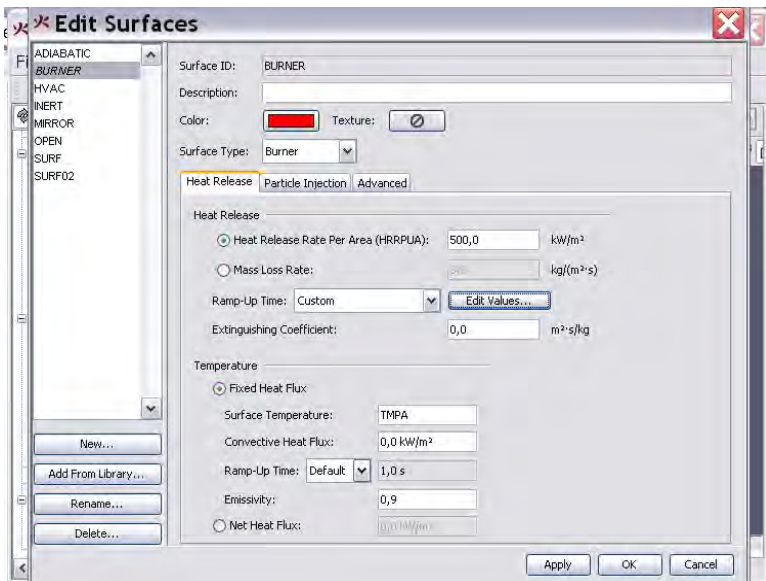 Edit Surfaces
ADIABATIC
BURNER
HVAC
INERT
MIRROR
OPEN
SURF
SURF02
New...
Add From Library...
Rename...
Delete...
Surface ID: BURNER
Description:
Color: Texture:
Surface Type: Burner
Heat Release Particle Injection Advanced
Heat Release
Heat Release Rate Per Area (HRRPUA): 500,0 kW/m²
Mass Loss Rate: kg/(m²·s)
Ramp-Up Time: Custom Edit Values...
Extinguishing Coefficient: 0,0 m²·s/kg
Temperature
Fixed Heat Flux
Surface Temperature: TMPA
Convective Heat Flux: 0,0 kW/m²
Ramp-Up Time: Default 1,0 s
Emissivity: 0,9
Net Heat Flux: 0,0 kW/m²
Apply OK Cancel